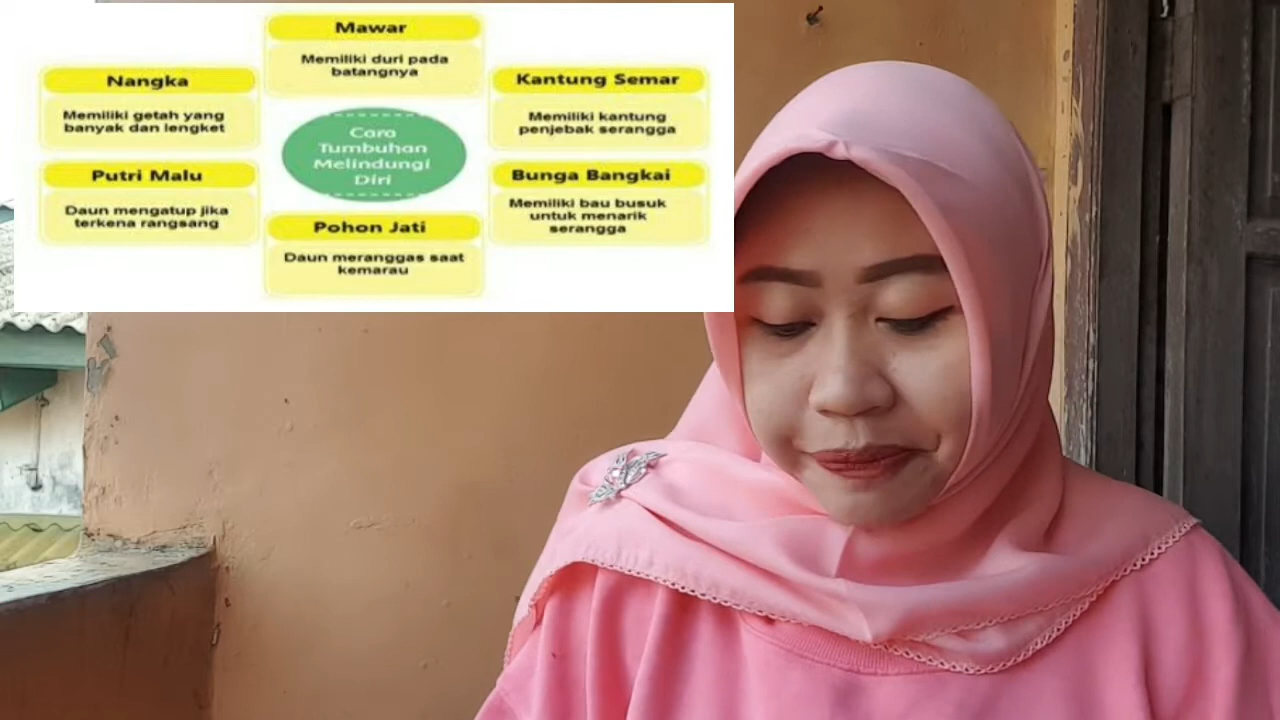 Mawar
Memiliki duri pada
batangnya
Nangka
Memiliki getah yang
banyak dan lengket
Kantung Semar
Memiliki kantung
penjebak serangga
Cara
Tumbuhan
Melindungi
Diri
Putri Malu
Daun mengatup jika
terkena rangsang
Bunga Bangkai
Memiliki bau busuk
untuk menarik
serangga
Pohon Jati
Daun meranggas saat
kemarau